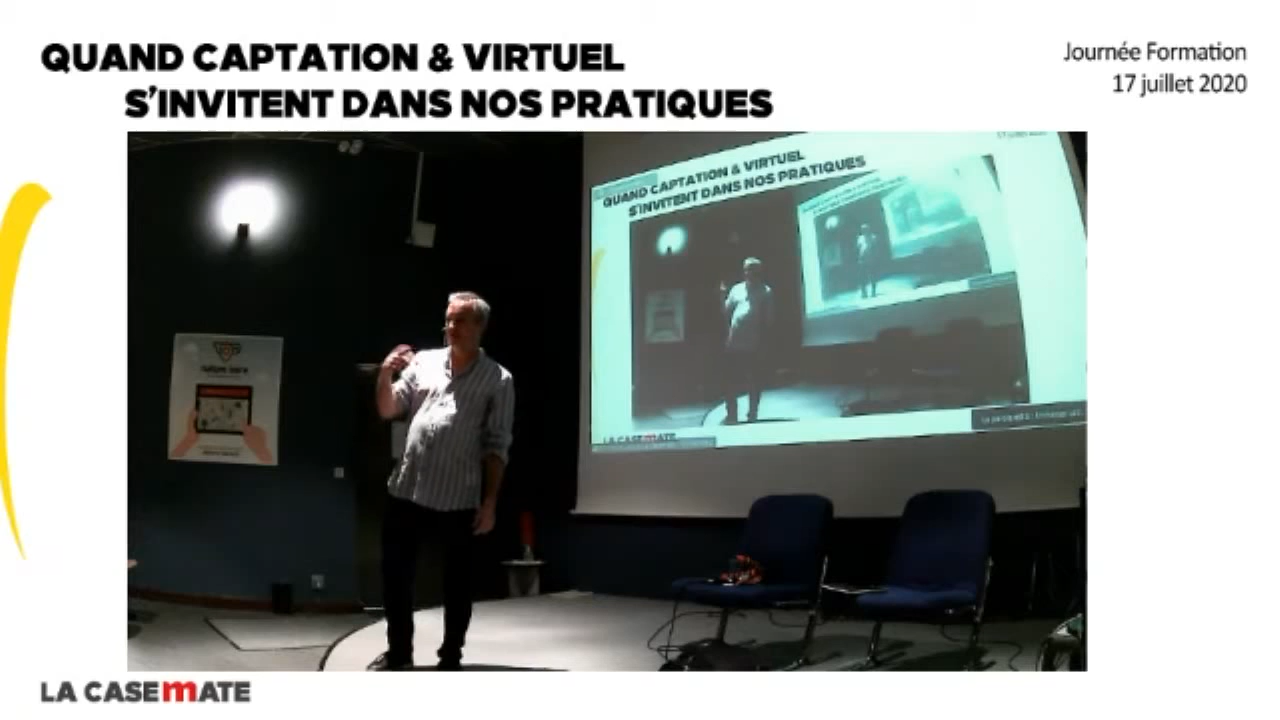 QUAND CAPTATION & VIRTUEL
S'INVITENT DANS NOS PRATIQUES
Journée Formation
17 juillet 2020
QUAND CAPTATION & VIRTUEL
S'INVITENT DANS NOS PRATIQUES
LA CASEMATE
LA CASEMATE